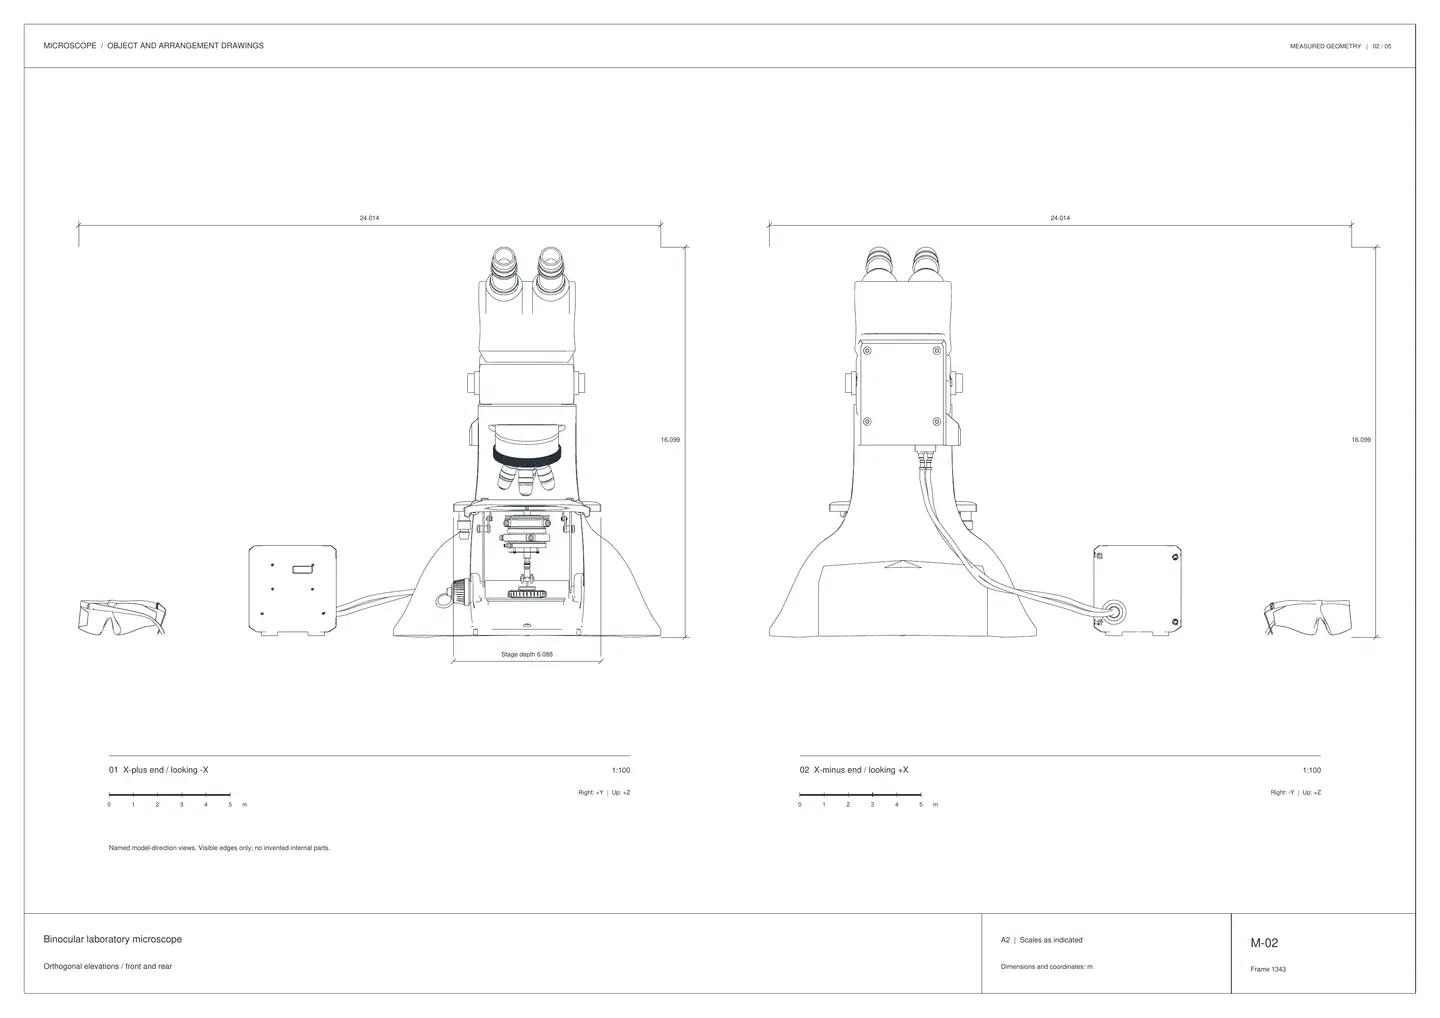 MICROSCOPE / OBJECT AND ARRANGEMENT DRAWINGS
MEASURED GEOMETRY | 02 / 05
24.014
24.014
16.099
16.099
Stage depth 6.088
01 X-plus end / looking -X
1:100
Right: +Y | Up: +Z
0 1 2 3 4 5 m
02 X-minus end / looking +X
1:100
Right: -Y | Up: +Z
0 1 2 3 4 5 m
Named model-direction views. Visible edges only; no invented internal parts.
Binocular laboratory microscope
Orthogonal elevations / front and rear
A2 | Scales as indicated
Dimensions and coordinates: m
M-02
Frame 1343